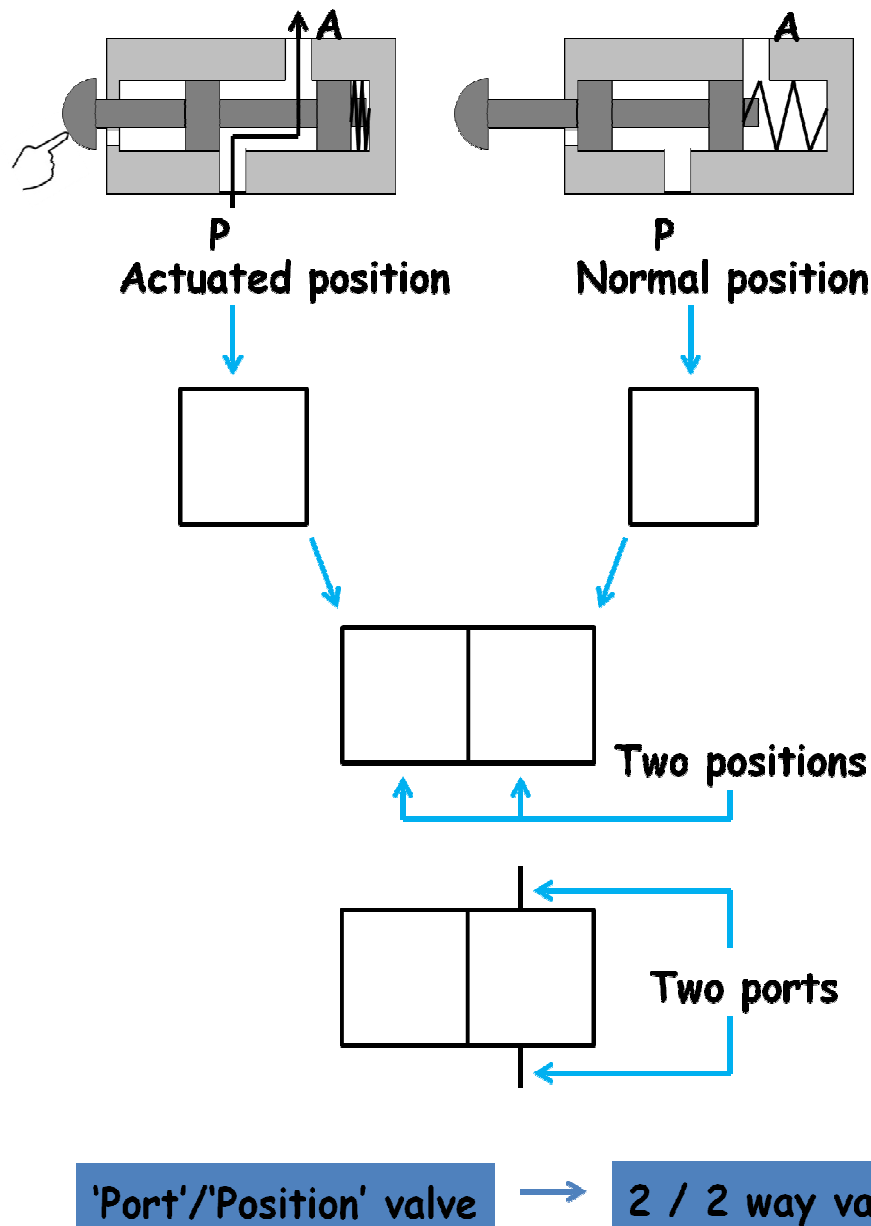 A
A
P
P
Actuated position
Normal position
Two positions
Two ports
'Port'/'Position' valve
2 / 2 way va